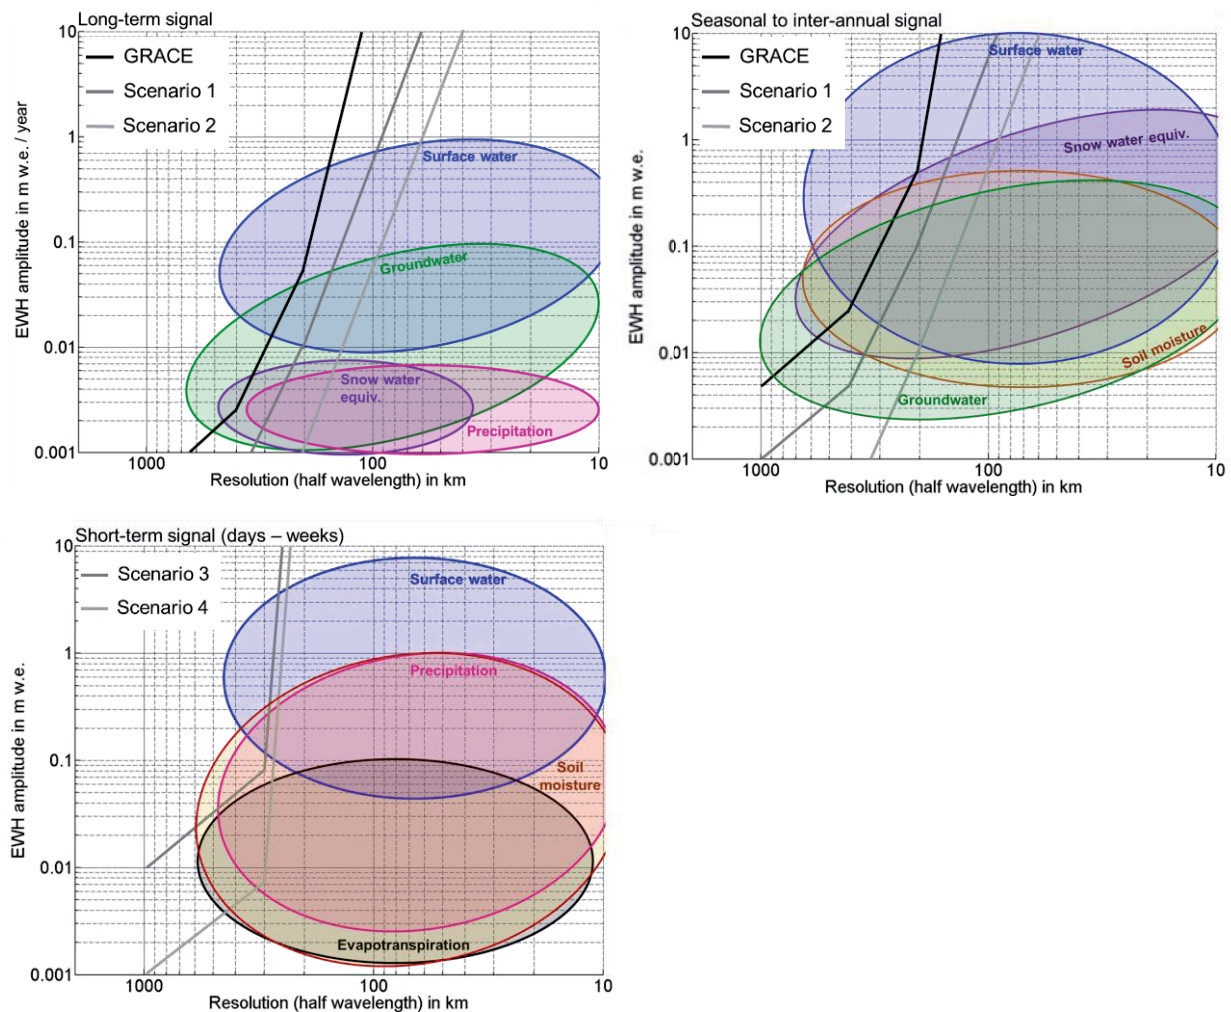 Long-term signal
10
GRACE
Scenario 1
Scenario 2
1
Surface water
0.1
Groundwater
0.01
Snow water
equiv.
Precipitation
0.001
1000
100
10
EWH amplitude in m w.e. / year
Resolution (half wavelength) in km
Seasonal to inter-annual signal
10
Surface water
GRACE
Scenario 1
Scenario 2
1
Snow water equiv.
0.1
0.01
Soil moisture
Groundwater
0.001
1000
100
10
EWH amplitude in m w.e.
Resolution (half wavelength) in km
Short-term signal (days – weeks)
10
Scenario 3
Scenario 4
Surface water
1
Precipitation
0.1
Soil
moisture
0.01
Evapotranspiration
0.001
1000
100
10
EWH amplitude in m w.e.
Resolution (half wavelength) in km